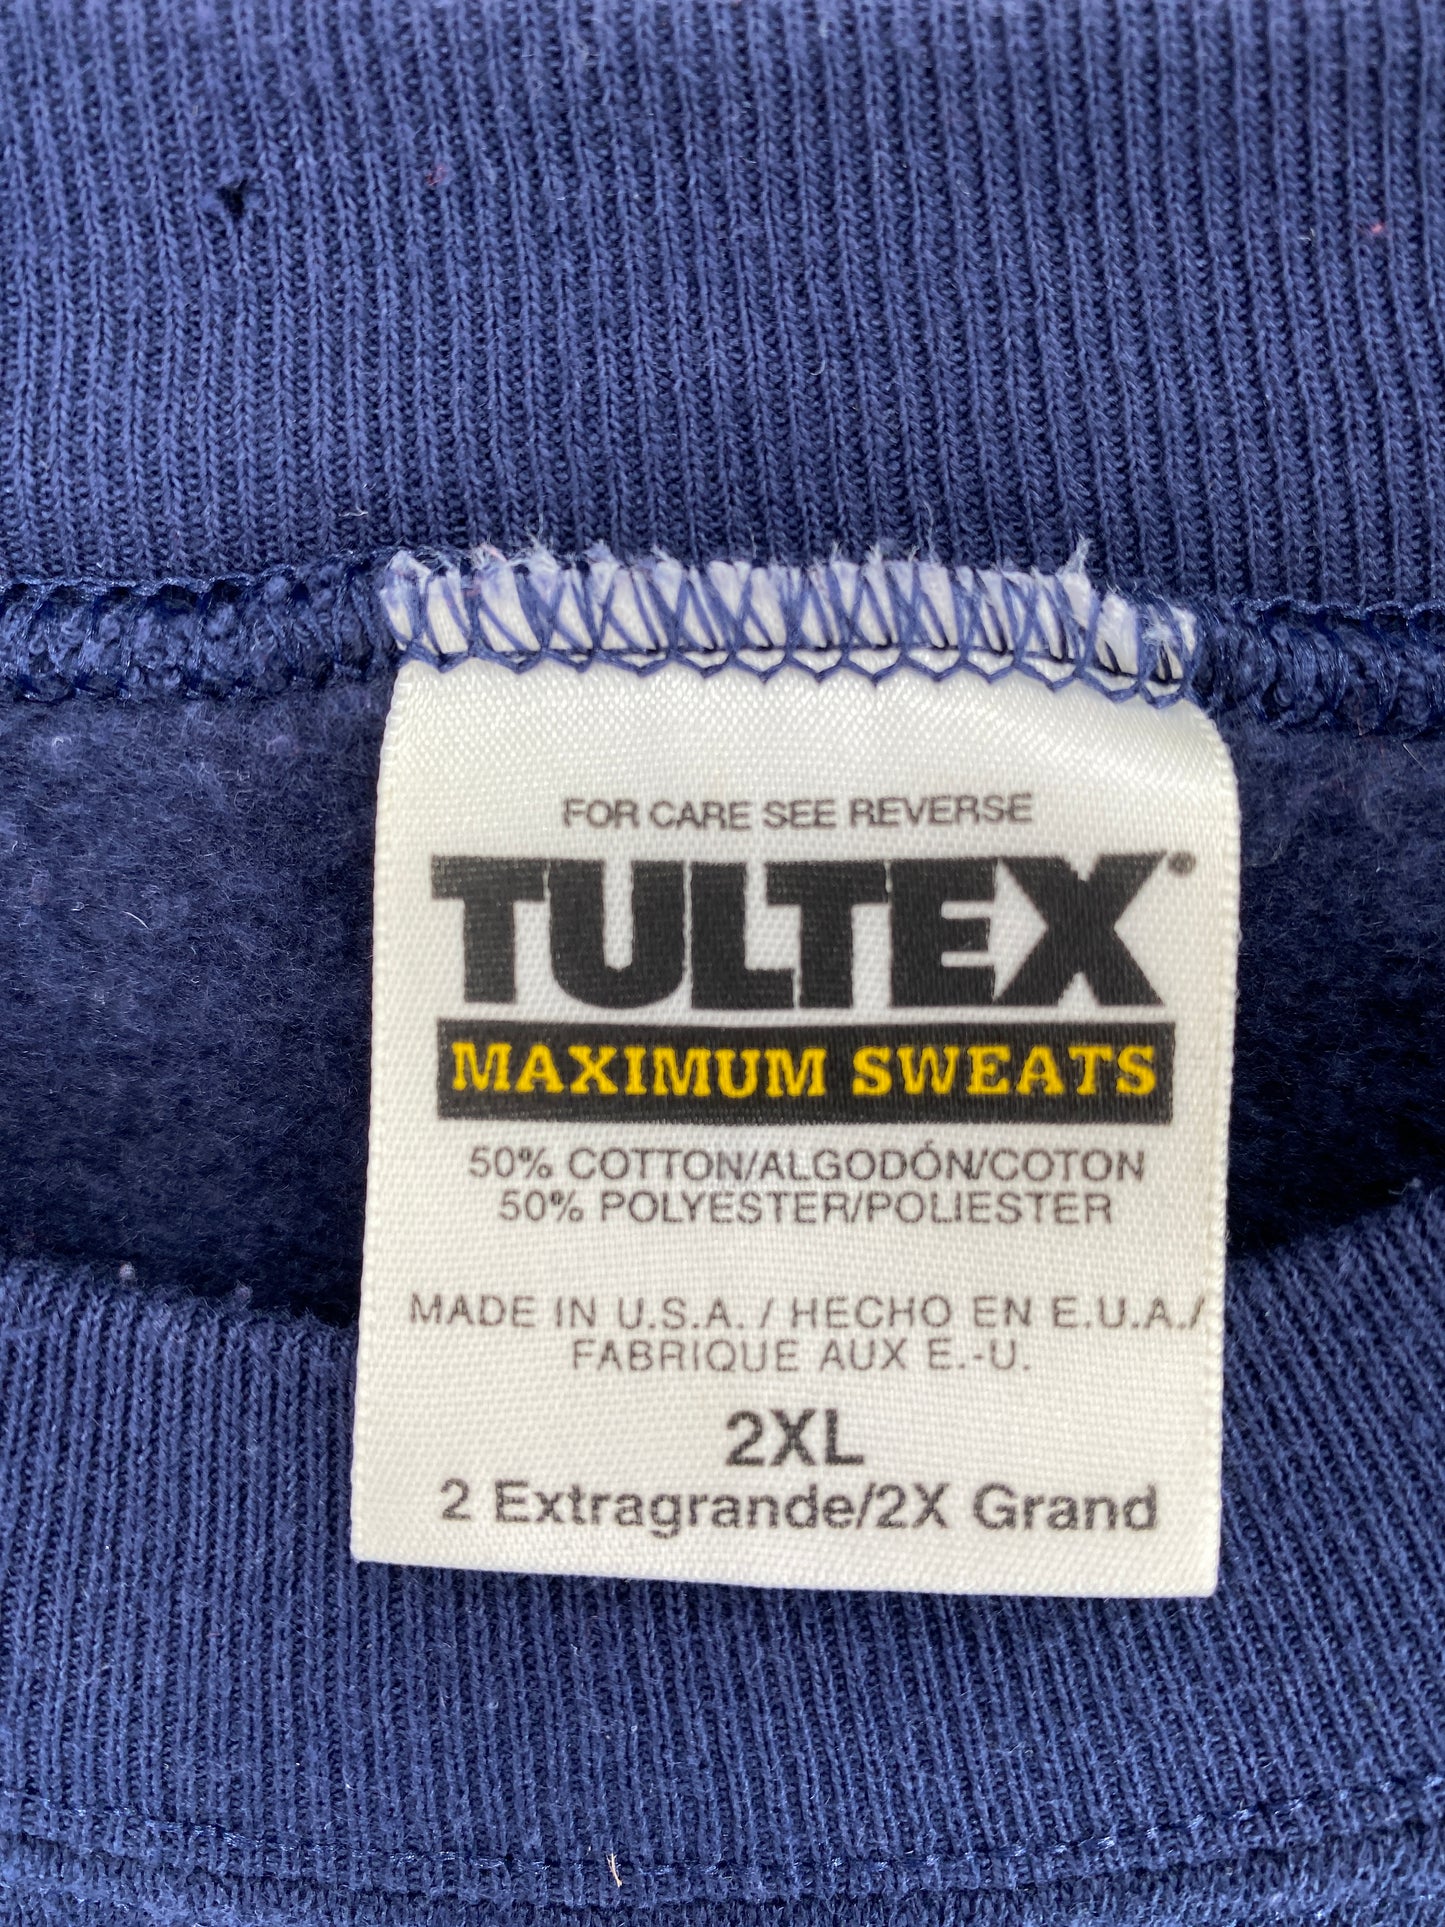 FOR CARE SEE REVERSE
TULTEX®
MAXIMUM SWEATS
50% COTTON/ALGODÓN/COTON
50% POLYESTER/POLIESTER
MADE IN U.S.A. / HECHO EN E.U.A./
FABRIQUE AUX E.-U.
2XL
2 Extragrande/2X Grand